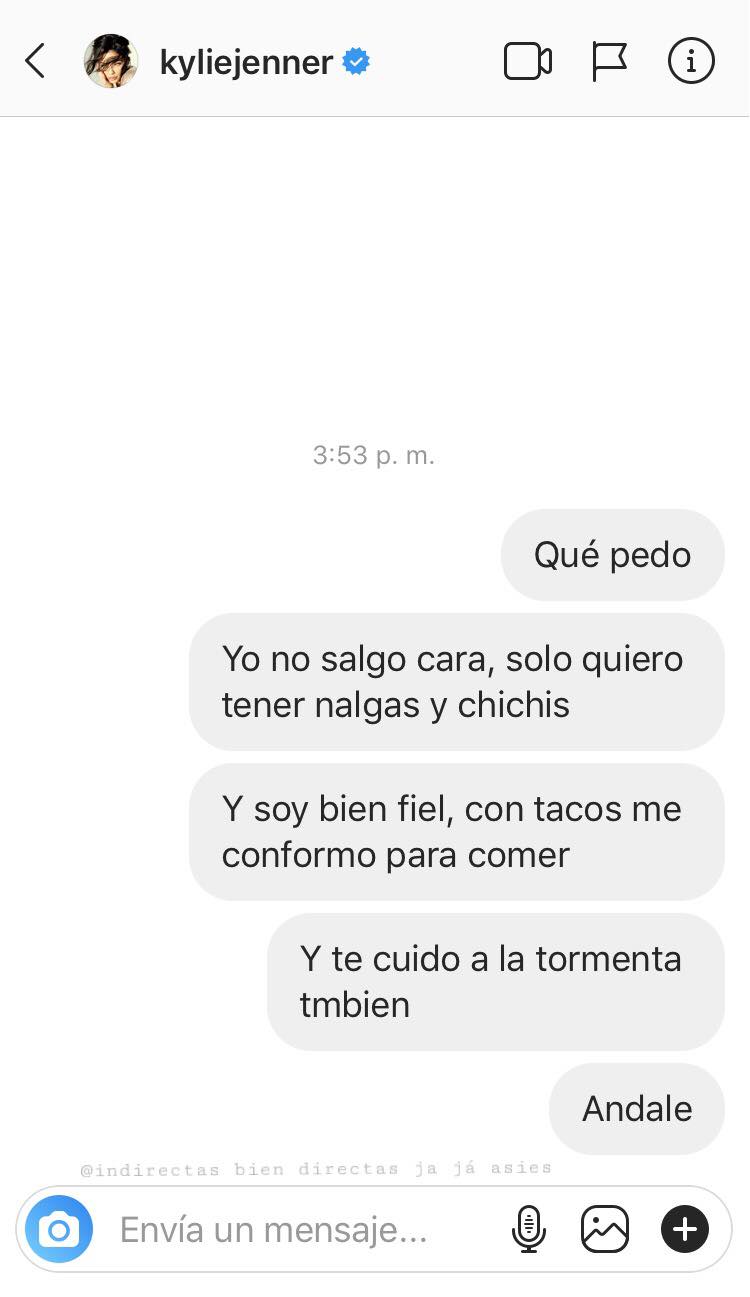 kyliejenner
3:53 p. m.
Qué pedo
Yo no salgo cara, solo quiero
tener nalgas y chichis
Y soy bien fiel, con tacos me
conformo para comer
Y te cuido a la tormenta
tmbien
Andale
@indirectas bien directas ja já asies
Envía un mensaje...